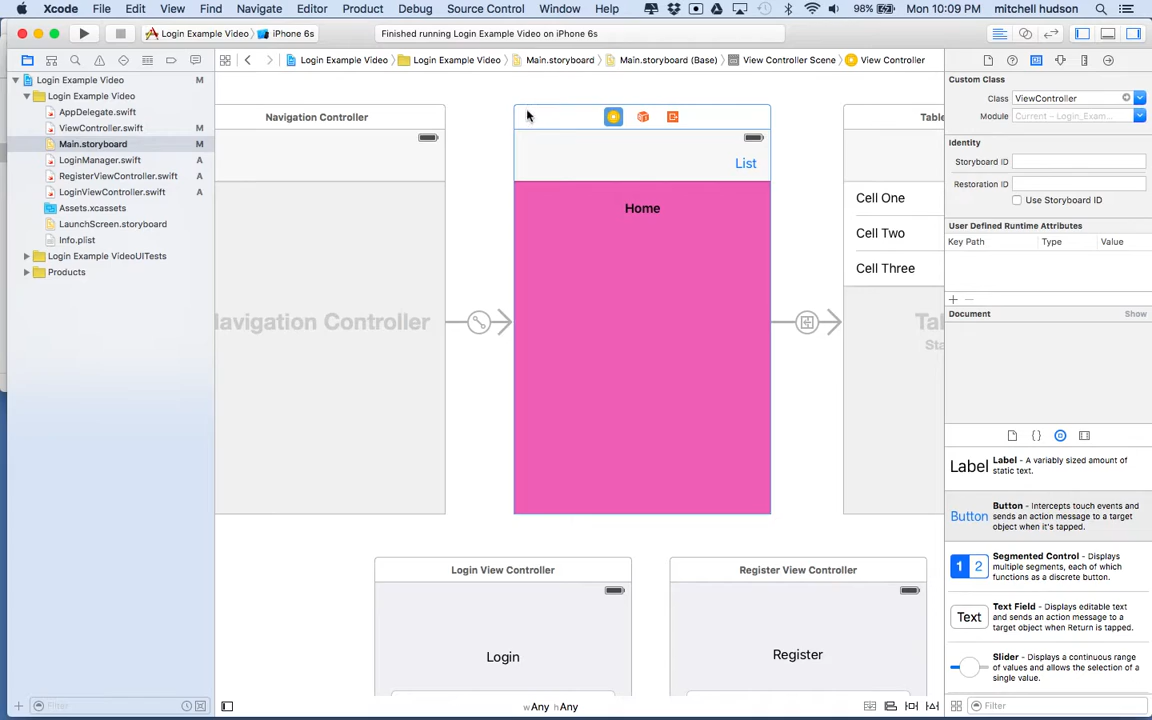 Xcode File Edit View Find Navigate Editor Product Debug Source Control Window Help 98% Mon 10:09 PM mitchell hudson
Login Example Video iPhone 6s Finished running Login Example Video on iPhone 6s
Login Example Video Login Example Video Main.storyboard Main.storyboard (Base) View Controller Scene View Controller
Login Example Video M
Login Example Video
AppDelegate.swift
ViewController.swift M
Main.storyboard M
LoginManager.swift A
RegisterViewController.swift A
LoginViewController.swift A
Assets.xcassets
LaunchScreen.storyboard
Info.plist
Login Example VideoUITests
Products
Filter
Navigation Controller
Navigation Controller
List
Home
Table
Cell One
Cell Two
Cell Three
Tal
Sta
Login View Controller
Login
Register View Controller
Register
wAny hAny
Custom Class
Class ViewController
Module Current – Login_Exam...
Identity
Storyboard ID
Restoration ID
Use Storyboard ID
User Defined Runtime Attributes
Key Path Type Value
Document Show
Label
Label - A variably sized amount of
static text.
Button
Button - Intercepts touch events and
sends an action message to a target
object when it's tapped.
1 2
Segmented Control - Displays
multiple segments, each of which
functions as a discrete button.
Text
Text Field - Displays editable text
and sends an action message to a
target object when Return is tapped.
Slider - Displays a continuous range
of values and allows the selection of
a single value.
Filter